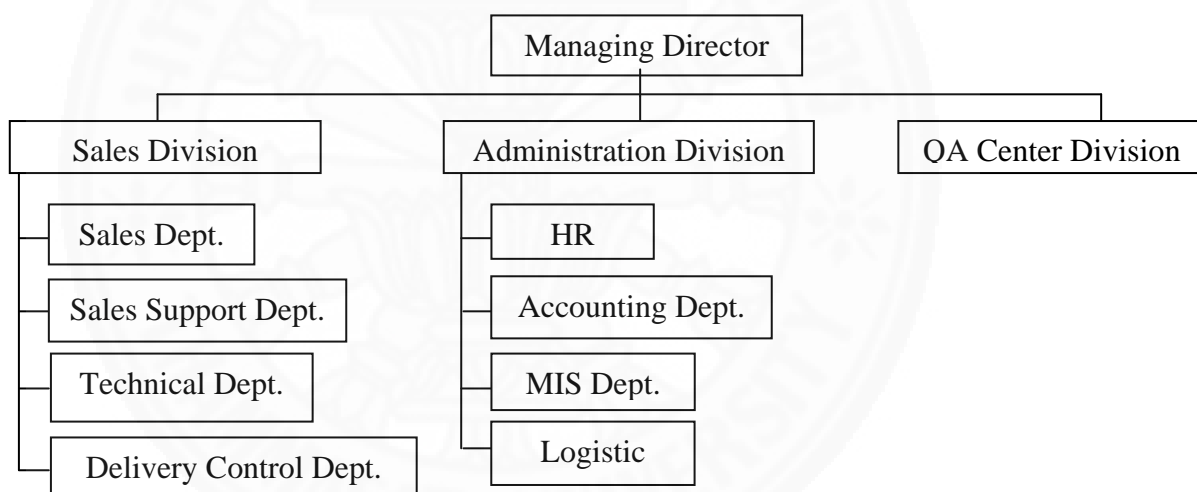 Managing Director
Sales Division
Administration Division
QA Center Division
Sales Dept.
HR
Sales Support Dept.
Accounting Dept.
Technical Dept.
MIS Dept.
Delivery Control Dept.
Logistic